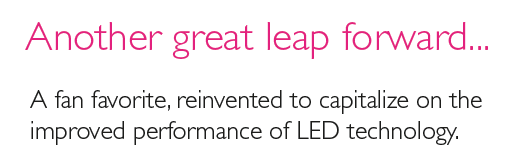 Another great leap forward...
A fan favorite, reinvented to capitalize on the
improved performance of LED technology.